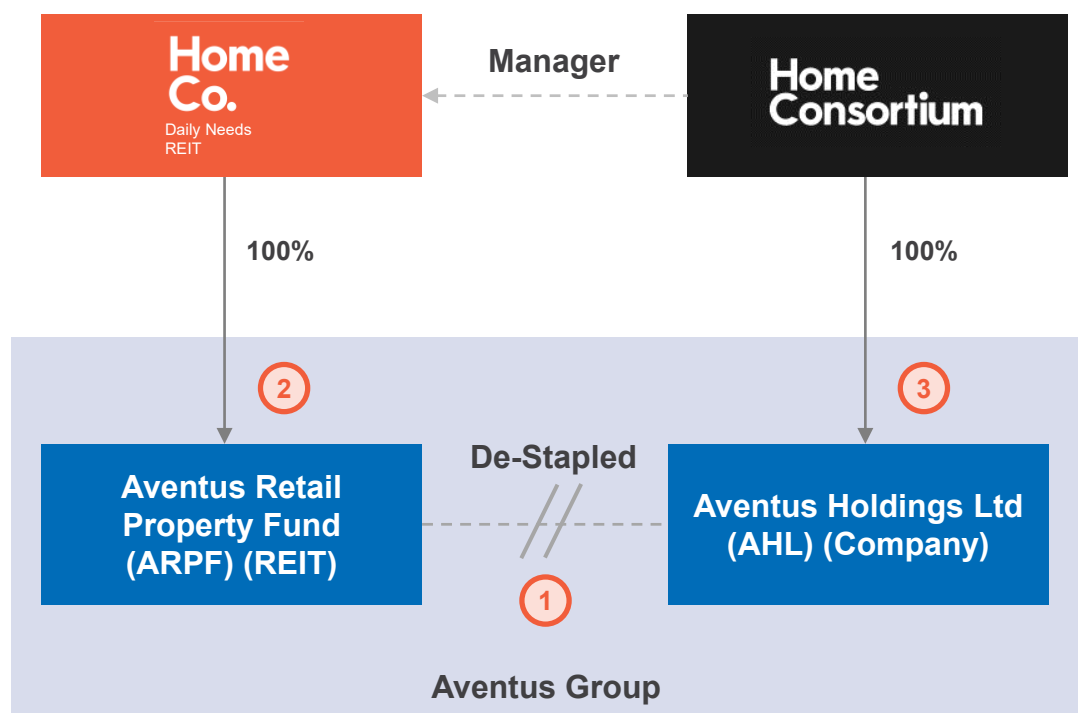 Home
Co.
Daily Needs
REIT
Manager
Home
Consortium
100%
100%
2
3
Aventus Retail
Property Fund
(ARPF) (REIT)
De-Stapled
Aventus Holdings Ltd
(AHL) (Company)
1
Aventus Group